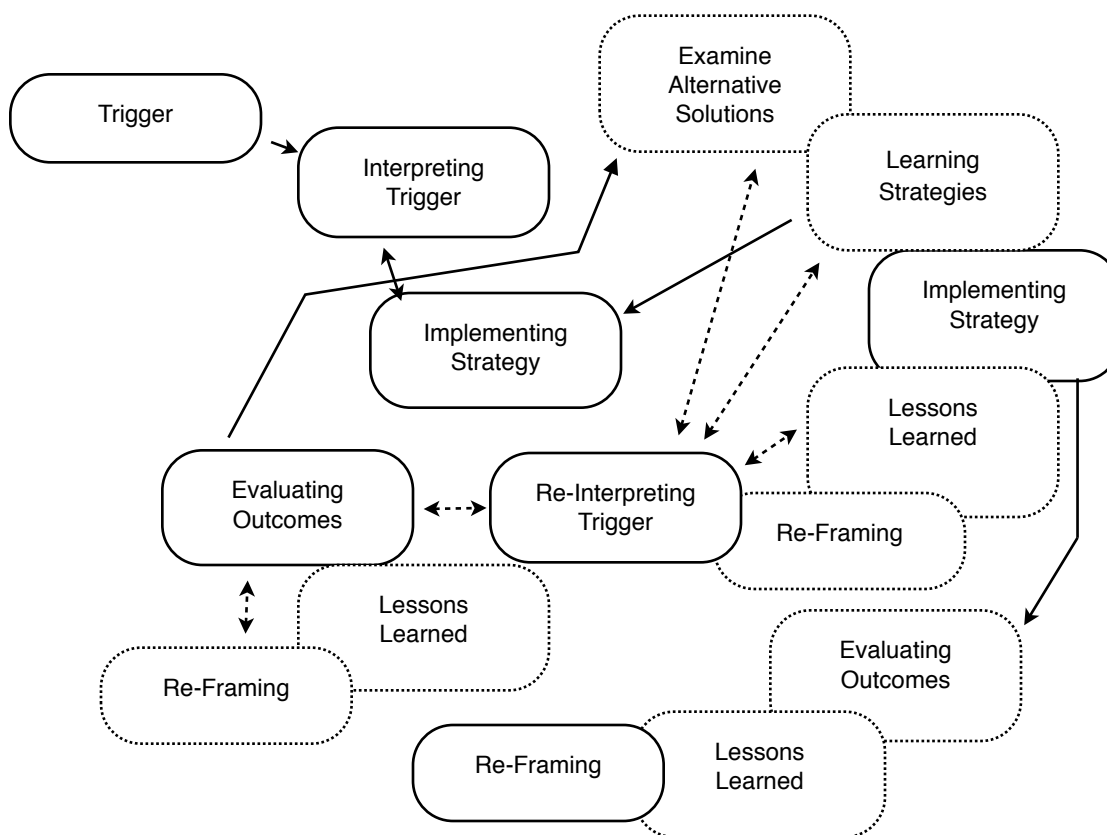 Trigger
Interpreting
Trigger
Examine
Alternative
Solutions
Learning
Strategies
Implementing
Strategy
Implementing
Strategy
Lessons
Learned
Evaluating
Outcomes
Re-Interpreting
Trigger
Re-Framing
Lessons
Learned
Re-Framing
Evaluating
Outcomes
Re-Framing
Lessons
Learned